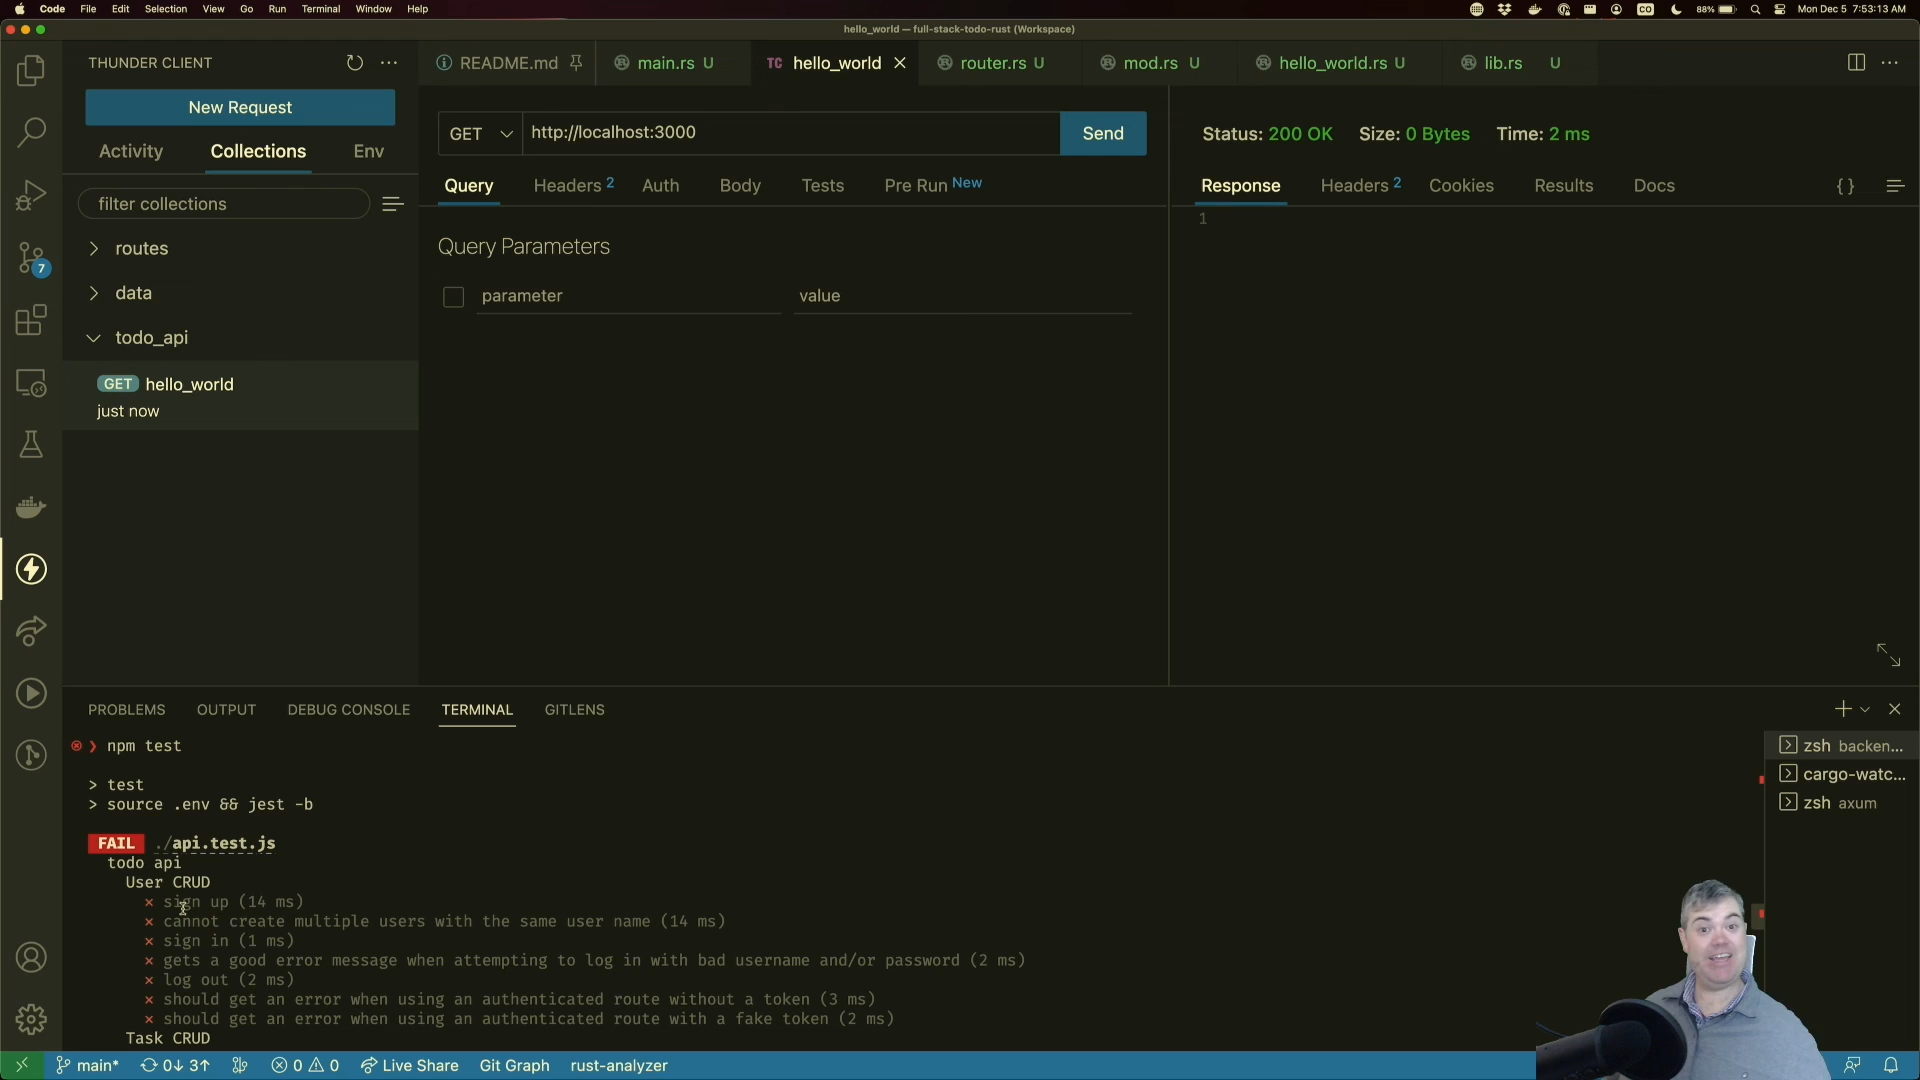 Code File Edit Selection View Go Run Terminal Window Help
CO 88% Mon Dec 5 7:53:13 AM
hello_world — full-stack-todo-rust (Workspace)
THUNDER CLIENT
README.md
main.rs U
TC hello_world
router.rs U
mod.rs U
hello_world.rs U
lib.rs U
New Request
Activity Collections Env
filter collections
routes
data
todo_api
GET hello_world
just now
7
GET http://localhost:3000 Send
Query Headers 2 Auth Body Tests Pre Run New
Query Parameters
parameter value
Status: 200 OK Size: 0 Bytes Time: 2 ms
Response Headers 2 Cookies Results Docs {}
1
PROBLEMS OUTPUT DEBUG CONSOLE TERMINAL GITLENS
❯ npm test
> test
> source .env && jest -b
FAIL ./api.test.js
todo api
User CRUD
× sign up (14 ms)
× cannot create multiple users with the same user name (14 ms)
× sign in (1 ms)
× gets a good error message when attempting to log in with bad username and/or password (2 ms)
× log out (2 ms)
× should get an error when using an authenticated route without a token (3 ms)
× should get an error when using an authenticated route with a fake token (2 ms)
Task CRUD
zsh backen...
cargo-watc...
zsh axum
main* 0↓ 3↑ 0 0 Live Share Git Graph rust-analyzer